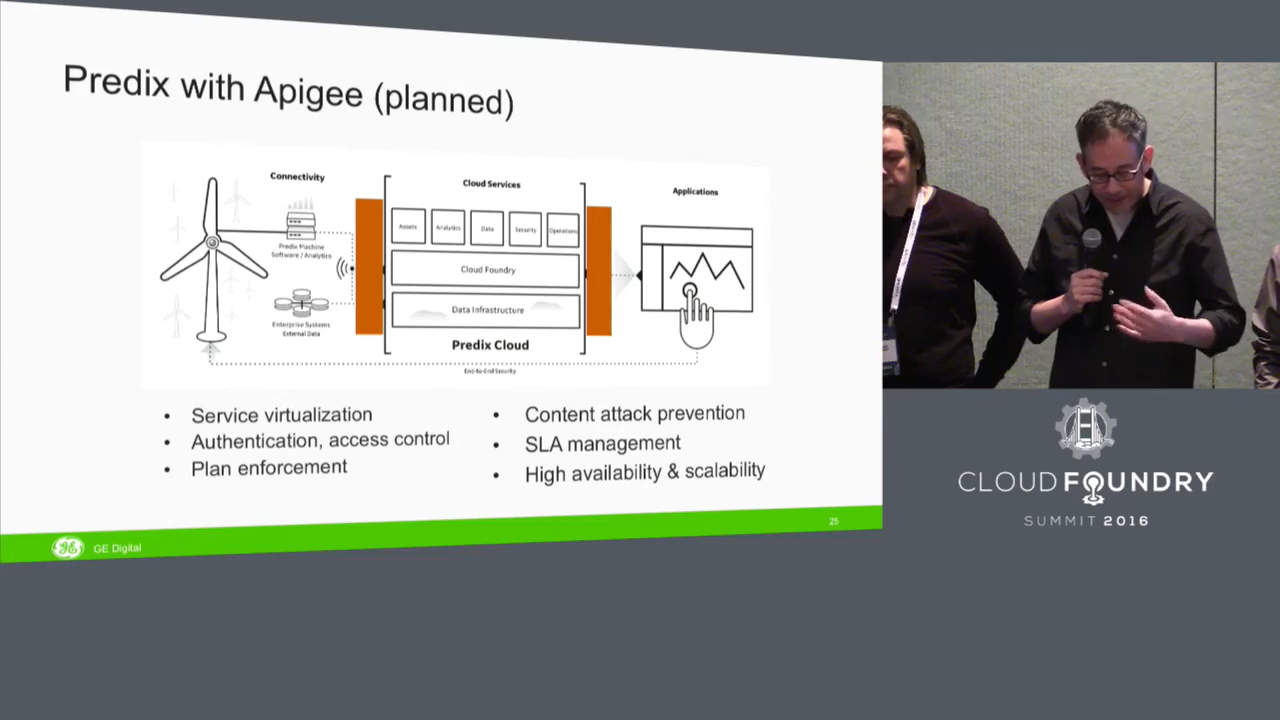 Predix with Apigee (planned)
Connectivity
Cloud Services
Applications
Assets
Analytics
Data
Security
Operations
Predix Machine
Software / Analytics
Cloud Foundry
Enterprise Systems
External Data
Data Infrastructure
Predix Cloud
End-to-End Security
• Service virtualization
• Authentication, access control
• Plan enforcement
• Content attack prevention
• SLA management
• High availability & scalability
25
GE Digital
CLOUD FOUNDRY
SUMMIT 2016